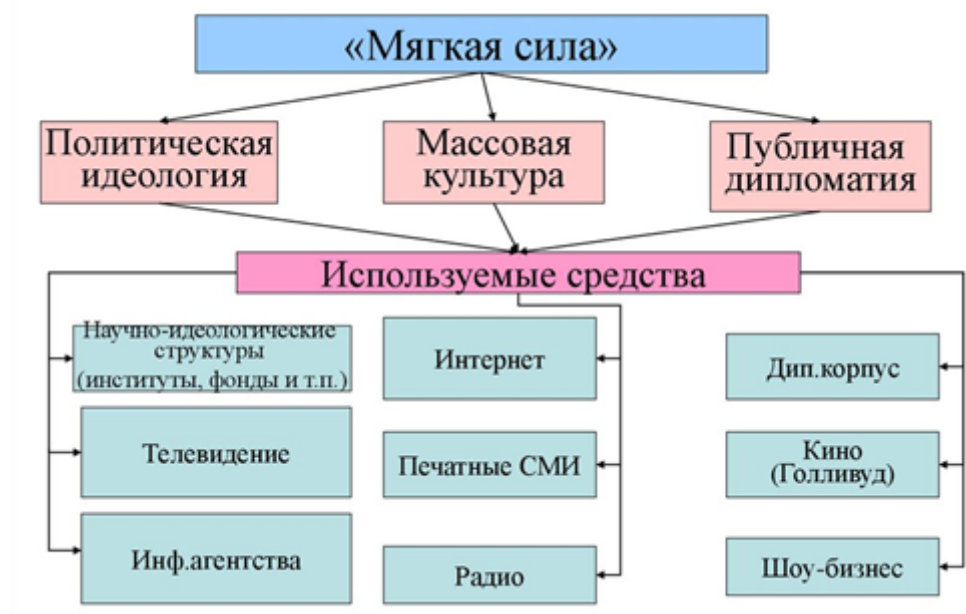 «Мягкая сила»
Политическая
идеология
Массовая
культура
Публичная
дипломатия
Используемые средства
Научно-идеологические
структуры
(институты, фонды и т.п.)
Телевидение
Инф.агентства
Интернет
Печатные СМИ
Радио
Дип.корпус
Кино
(Голливуд)
Шоу-бизнес